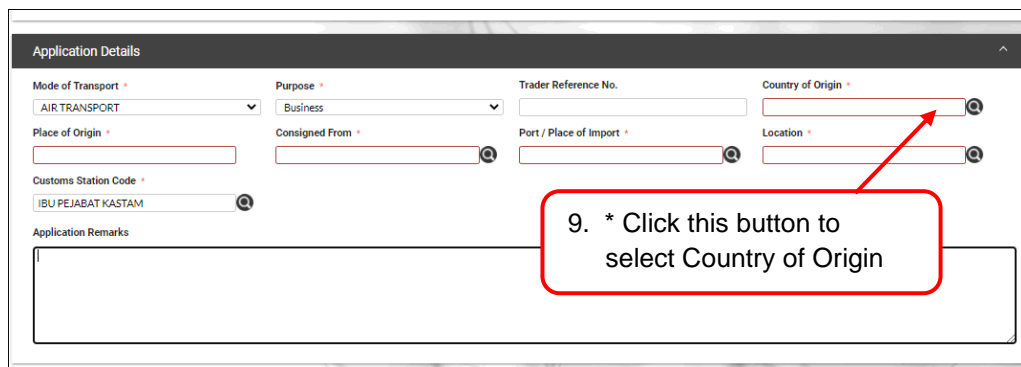 Application Details
Mode of Transport * Purpose * Trader Reference No. Country of Origin *
AIR TRANSPORT Business
Place of Origin * Consigned From * Port / Place of Import * Location *
Customs Station Code *
IBU PEJABAT KASTAM
Application Remarks
9. * Click this button to
select Country of Origin